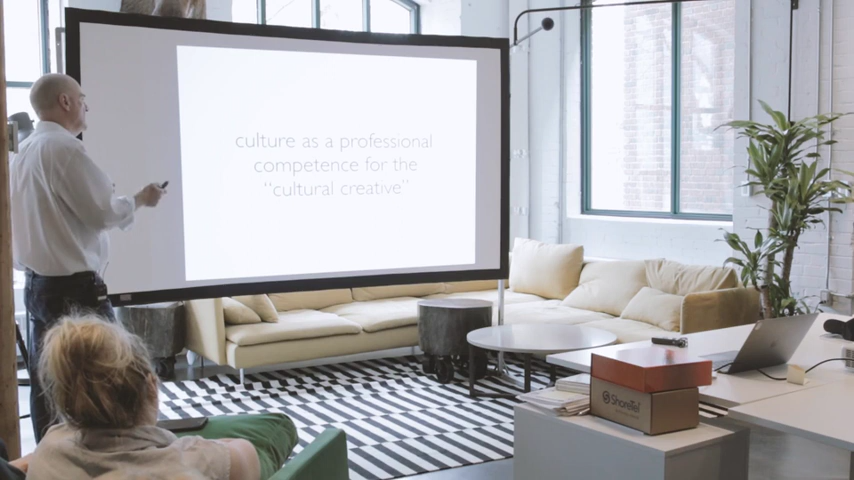 culture as a professional
competence for the
“cultural creative”
ShoreTel